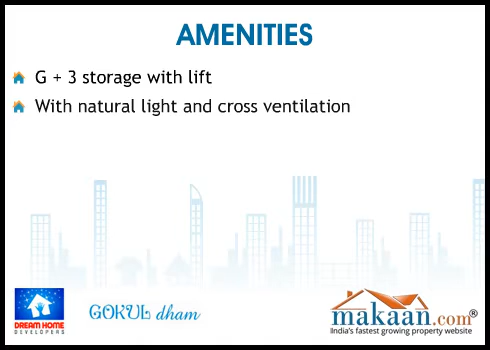 AMENITIES
G + 3 storage with lift
With natural light and cross ventilation
DREAM HOME
DEVELOPERS
GOKUL dham
makaan.com®
India's fastest growing property website